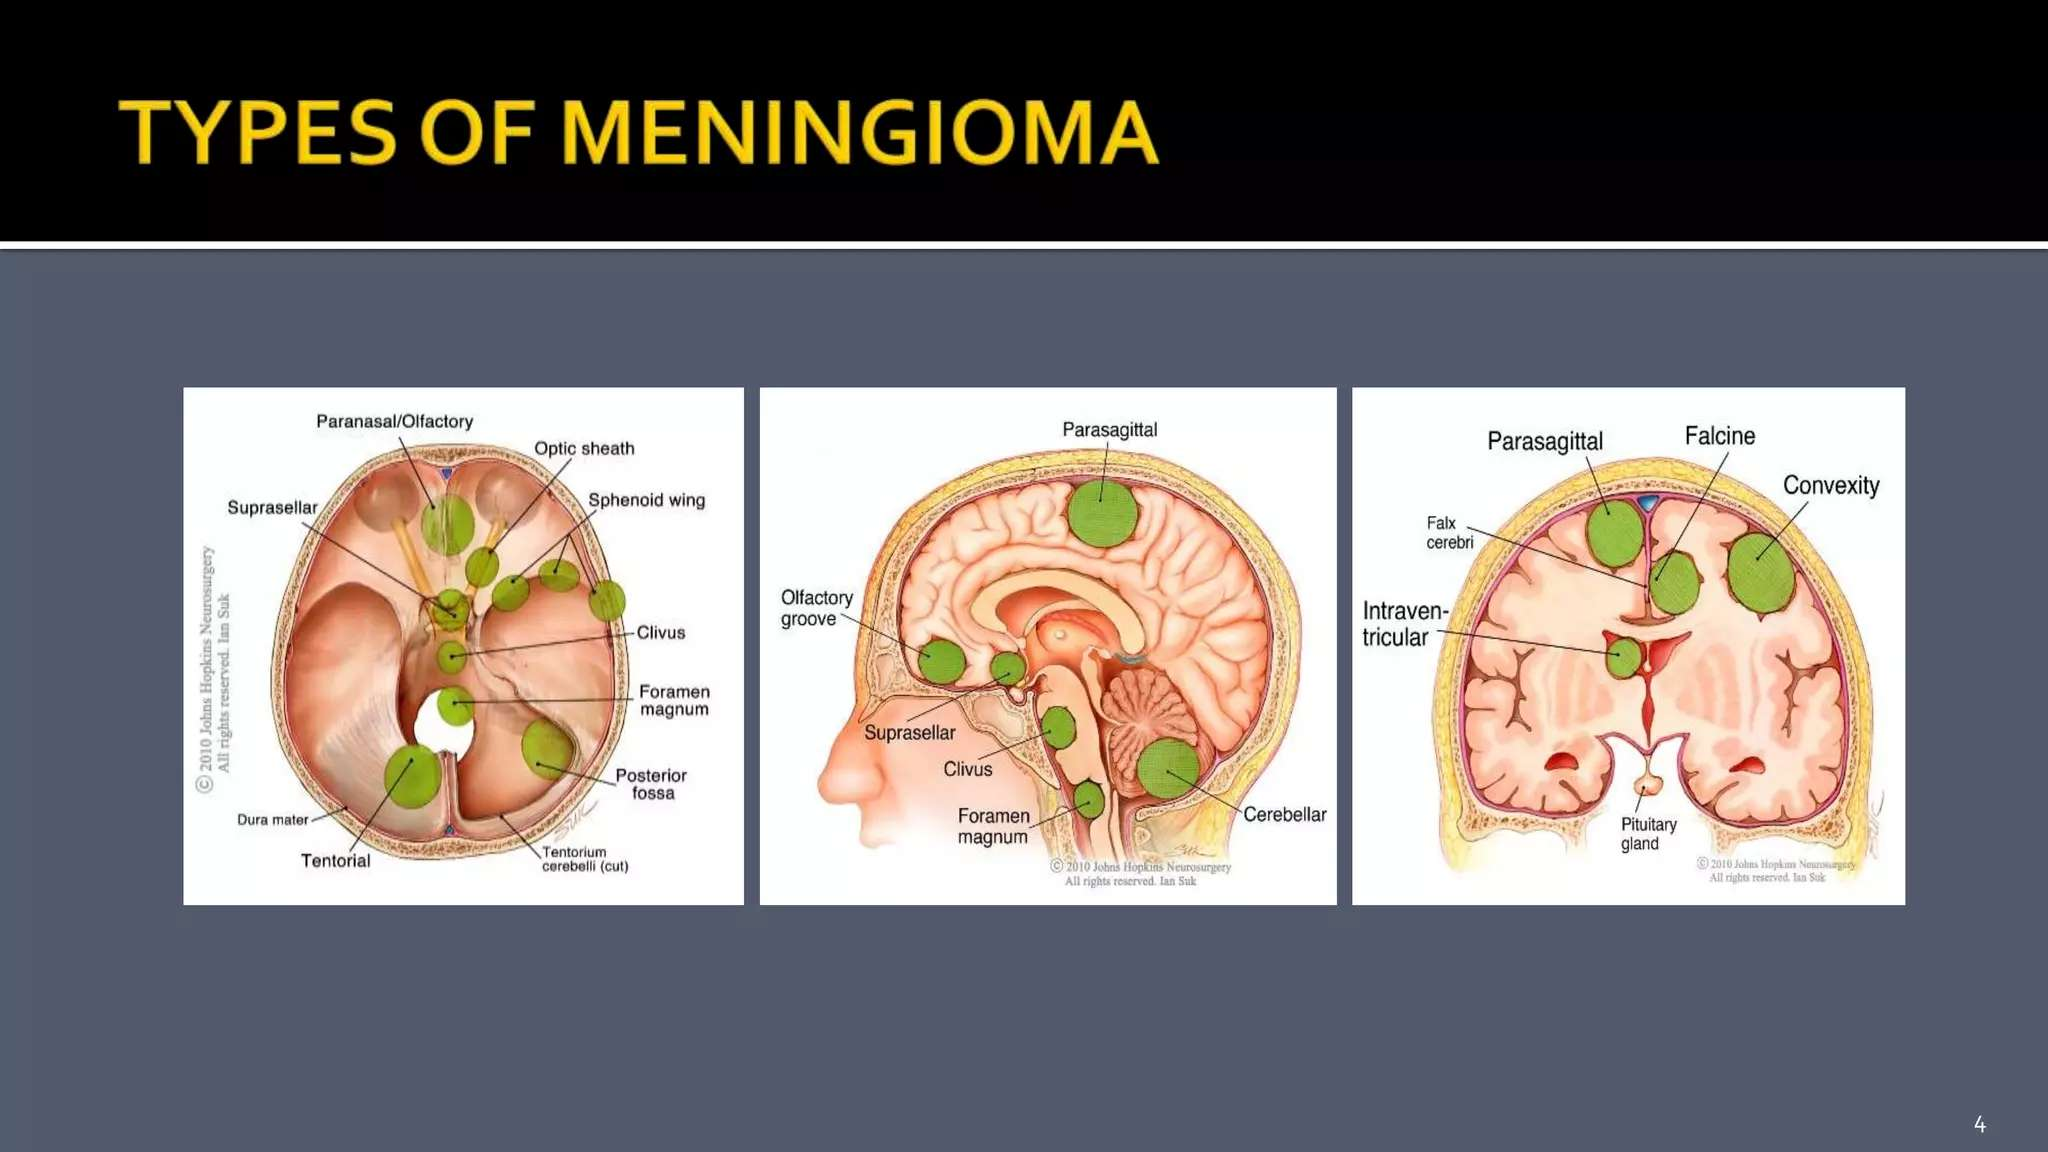 TYPES OF MENINGIOMA
Paranasal/Olfactory
Optic sheath
Sphenoid wing
Suprasellar
Clivus
Foramen
magnum
Posterior
fossa
Dura mater
Tentorial
Tentorium
cerebelli (cut)
© 2010 Johns Hopkins Neurosurgery
All rights reserved. Ian Suk
Parasagittal
Olfactory
groove
Suprasellar
Clivus
Foramen
magnum
Cerebellar
© 2010 Johns Hopkins Neurosurgery
All rights reserved. Ian Suk
Parasagittal
Falcine
Convexity
Falx
cerebri
Intraven-
tricular
Pituitary
gland
© 2010 Johns Hopkins Neurosurgery
All rights reserved. Ian Suk
4